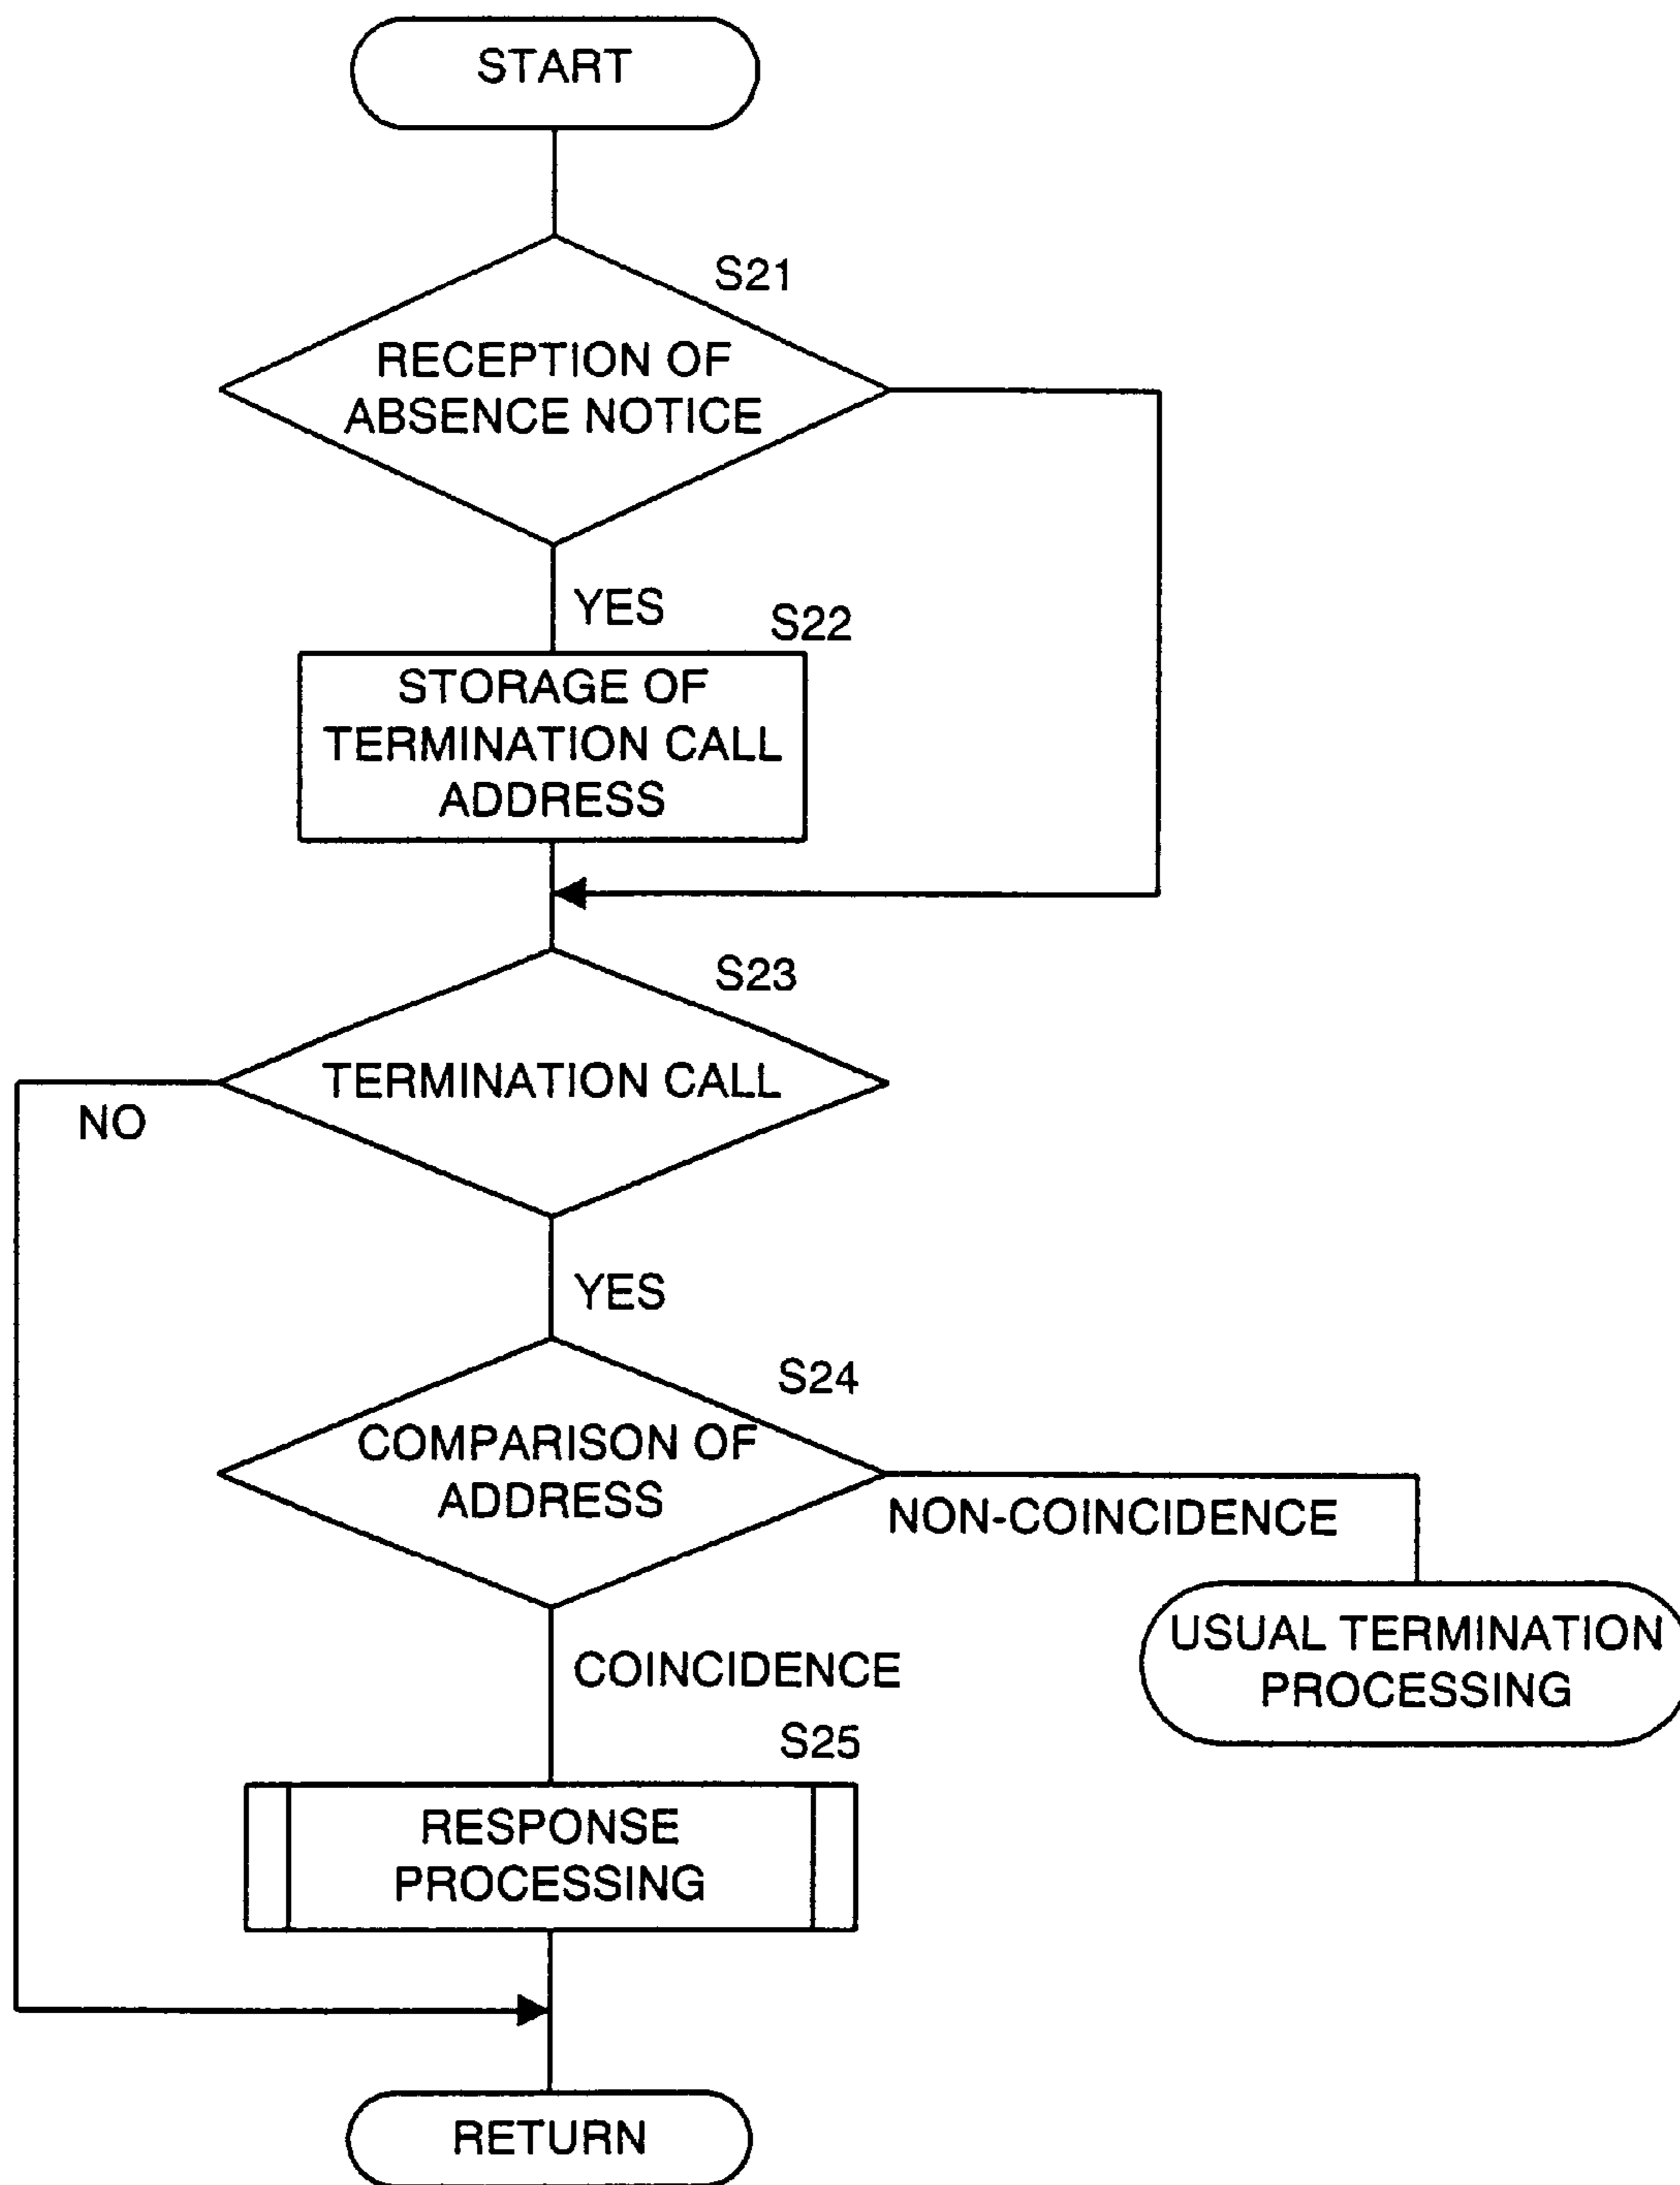 START
S21
RECEPTION OF
ABSENCE NOTICE
YES
S22
STORAGE OF
TERMINATION CALL
ADDRESS
S23
TERMINATION CALL
NO
YES
S24
COMPARISON OF
ADDRESS
NON-COINCIDENCE
USUAL TERMINATION
PROCESSING
COINCIDENCE
S25
RESPONSE
PROCESSING
RETURN